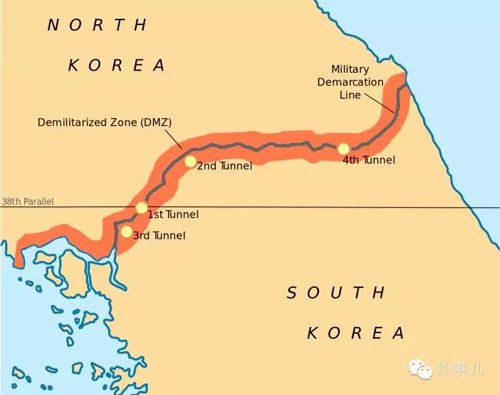 NORTH
KOREA
Military
Demarcation
Line
Demilitarized Zone (DMZ)
2nd Tunnel
4th Tunnel
38th Parallel
1st Tunnel
3rd Tunnel
SOUTH
KOREA
外事儿